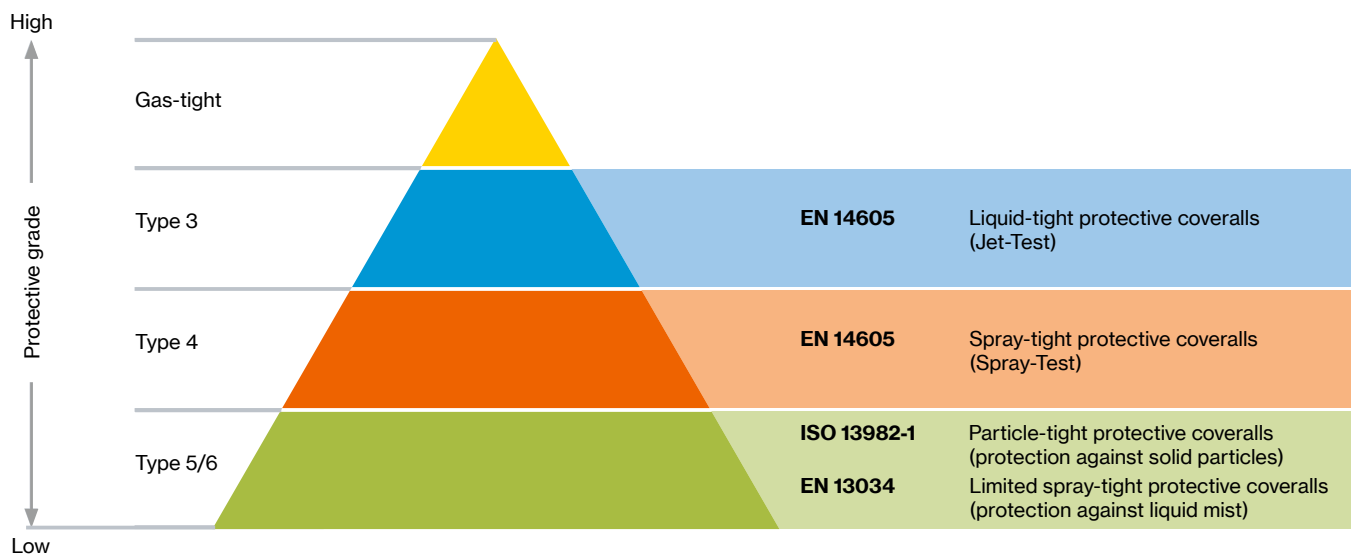 High
Gas-tight
Protective grade
Type 3
EN 14605 Liquid-tight protective coveralls
(Jet-Test)
Type 4
EN 14605 Spray-tight protective coveralls
(Spray-Test)
Type 5/6
ISO 13982-1 Particle-tight protective coveralls
(protection against solid particles)
EN 13034 Limited spray-tight protective coveralls
(protection against liquid mist)
Low